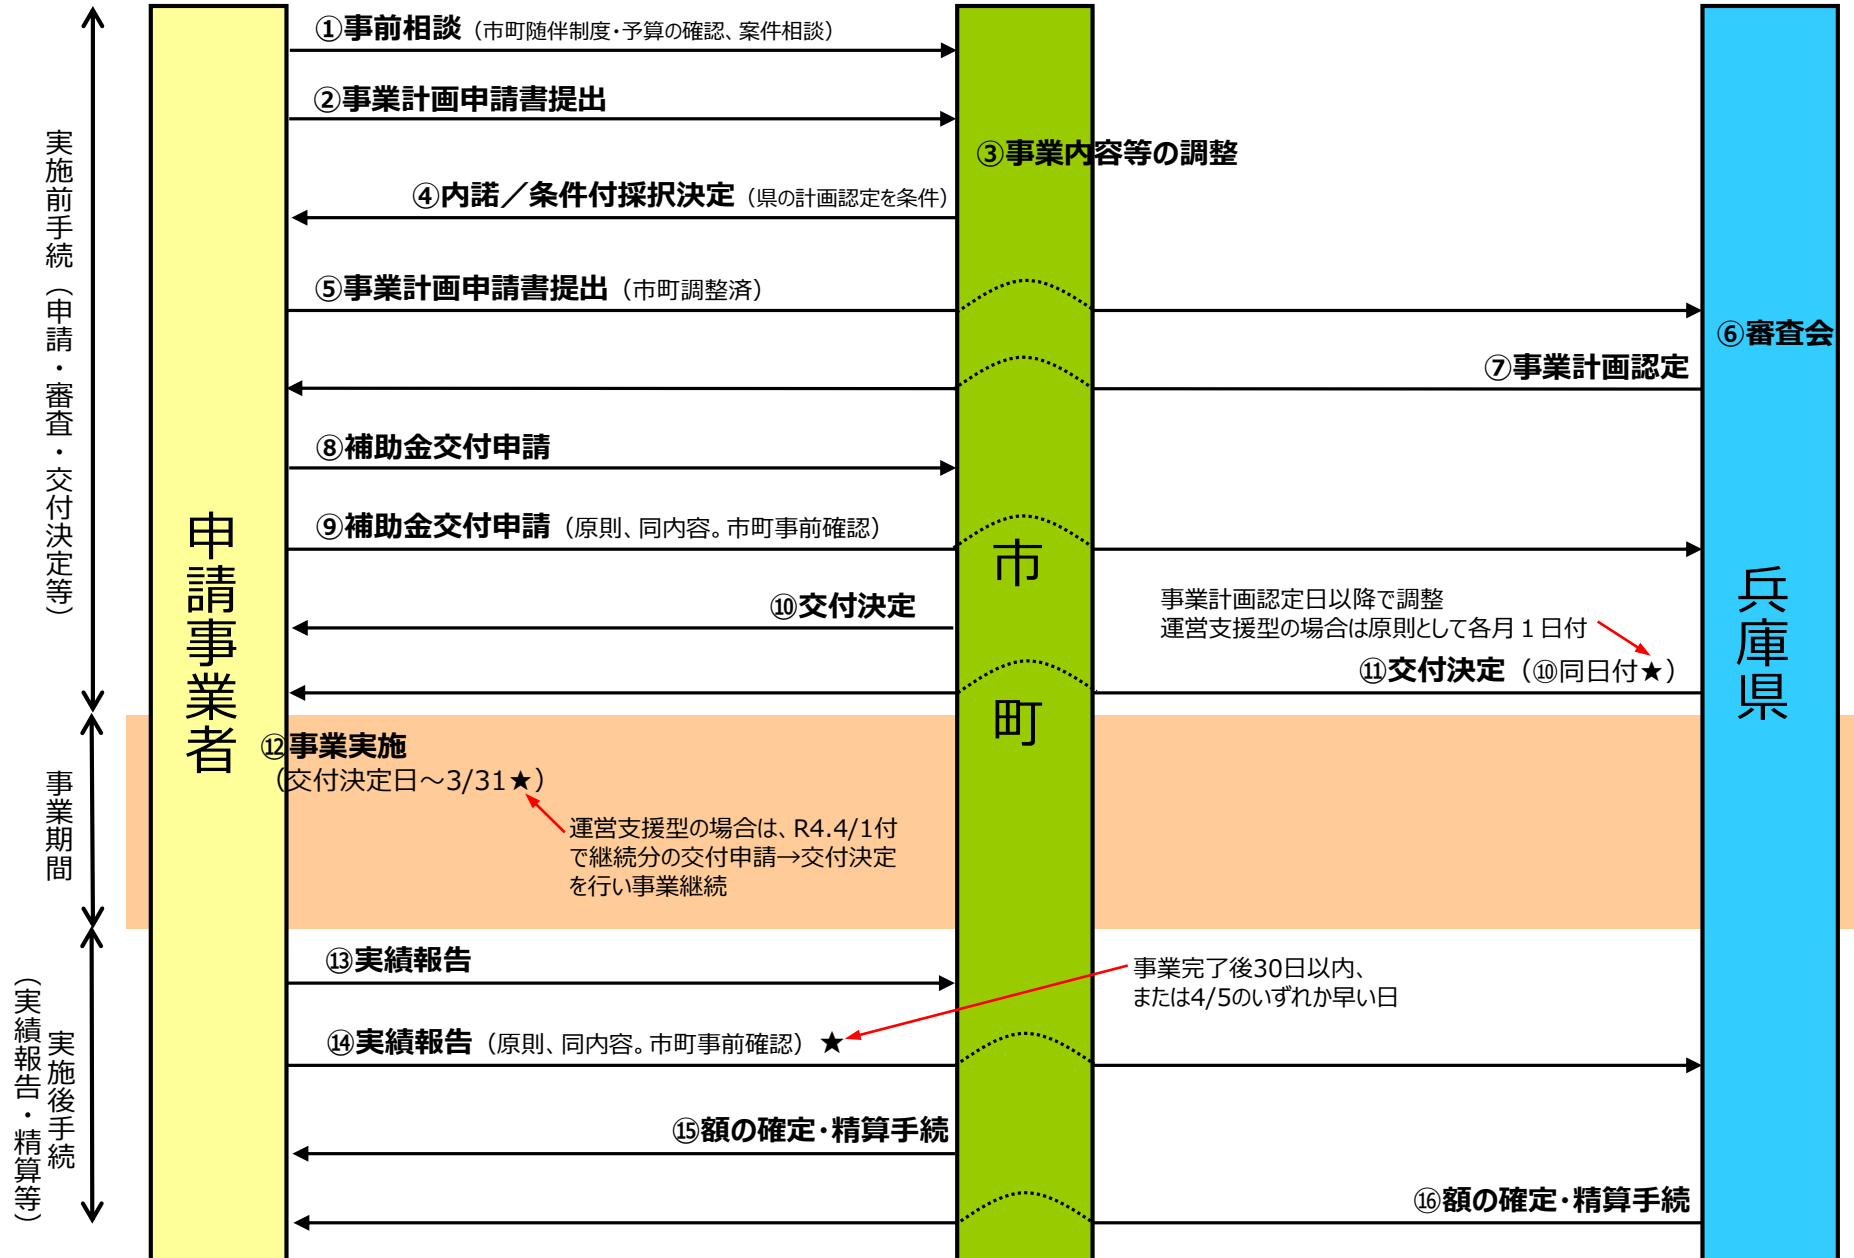 ①事前相談（市町随伴制度・予算の確認、案件相談）
②事業計画申請書提出
③事業内容等の調整
④内諾／条件付採択決定（県の計画認定を条件）
⑤事業計画申請書提出（市町調整済）
⑥審査会
⑦事業計画認定
⑧補助金交付申請
⑨補助金交付申請（原則、同内容。市町事前確認）
⑩交付決定
事業計画認定日以降で調整
運営支援型の場合は原則として各月１日付
⑪交付決定（⑩同日付★）
実施前手続（申請・審査・交付決定等）
申請事業者
市町
兵庫県
⑫事業実施
（交付決定日～3/31★）
運営支援型の場合は、R4.4/1付
で継続分の交付申請→交付決定
を行い事業継続
事業期間
⑬実績報告
事業完了後30日以内、
または4/5のいずれか早い日
⑭実績報告（原則、同内容。市町事前確認）★
⑮額の確定・精算手続
⑯額の確定・精算手続
実施後手続
（実績報告・精算等）